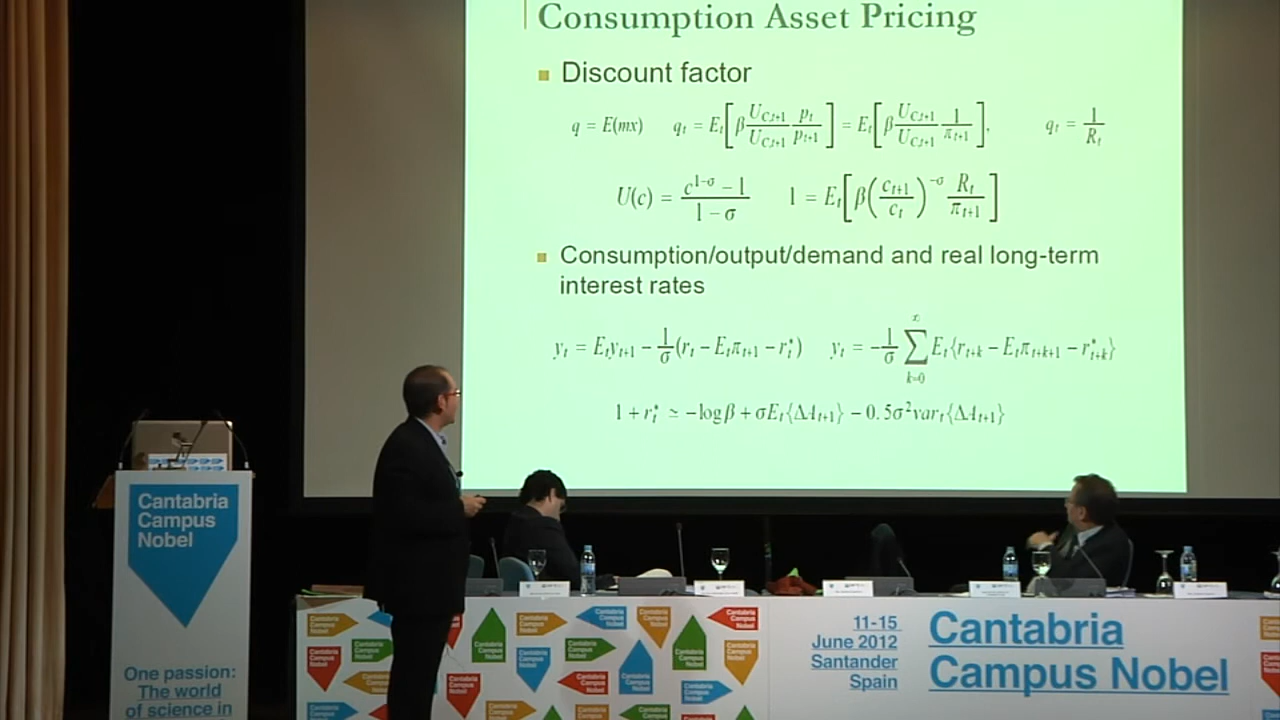 Consumption Asset Pricing
Discount factor
q = E(mx) q_t = E_t[β U_{C,t+1}/U_{C,t+1} p_t/p_{t+1}] = E_t[β U_{C,t+1}/U_{C,t+1} 1/π_{t+1}], q_t = 1/R_t
U(c) = (c^{1-σ} - 1)/(1 - σ) 1 = E_t[β(c_{t+1}/c_t)^{-σ} R_t/π_{t+1}]
Consumption/output/demand and real long-term
interest rates
y_t = E_t y_{t+1} - 1/σ (r_t - E_t π_{t+1} - r_t^*) y_t = -1/σ ∑_{k=0}^{∞} E_t{r_{t+k} - E_t π_{t+k+1} - r_{t+k}^*}
1 + r_t^* ≃ -log β + σE_t{ΔA_{t+1}} - 0.5σ^2 var_t{ΔA_{t+1}}
Cantabria
Campus
Nobel
One passion:
The world
of science in
11-15
June 2012
Santander
Spain
Cantabria
Campus Nobel